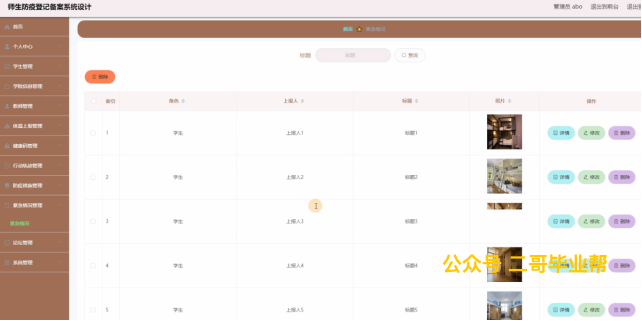 师生防疫登记备案系统设计
管理员 abo 退出到前台
首页
个人中心
学生管理
学院信息管理
教师管理
体温上报管理
健康码管理
行动轨迹管理
防疫措施管理
紧急情况管理
紧急情况
论坛管理
系统管理
首页 紧急情况
标题 标题 查询
删除
索引 角色 上报人 标题 照片 操作
1 学生 上报人1 标题1 详情 修改 删除
2 学生 上报人2 标题2 详情 修改 删除
3 学生 上报人3 标题3 详情 修改 删除
4 学生 上报人4 标题4 详情 修改 删除
公众号 二哥毕业帮
5 学生 上报人5 标题5 详情 修改 删除